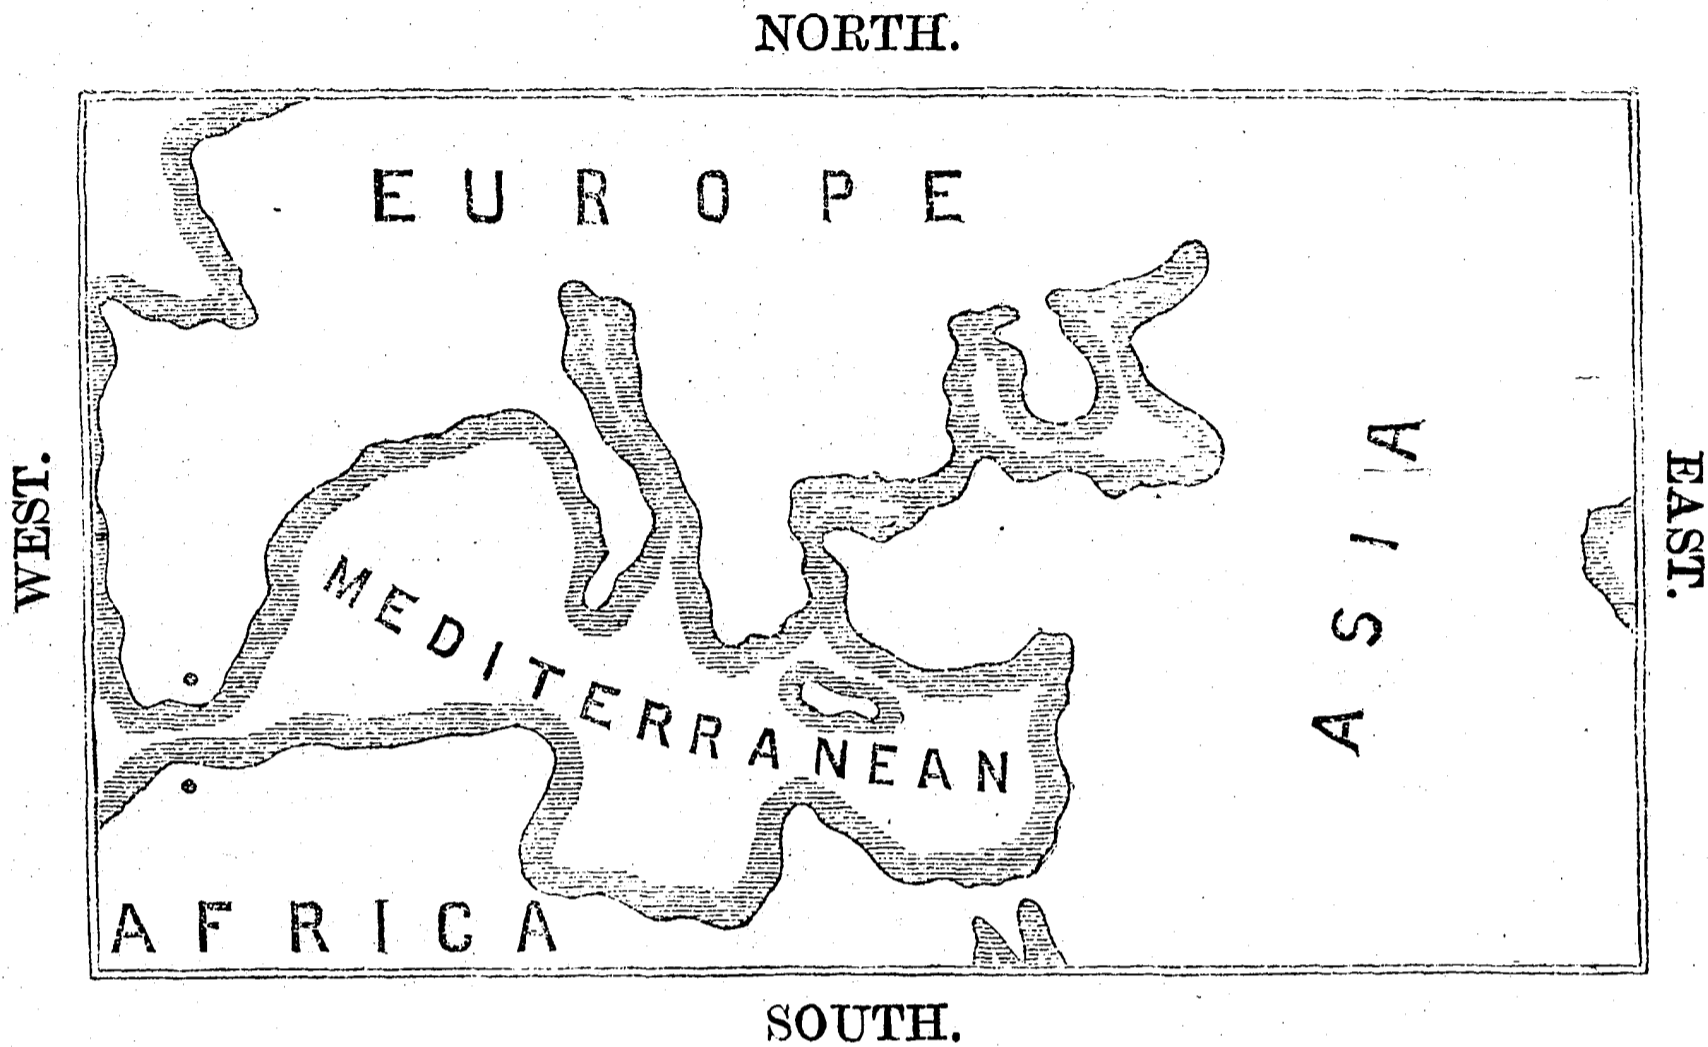 NORTH.
EUROPE
WEST.
MEDITERRANEAN
ASIA
EAST.
AFRICA
SOUTH.